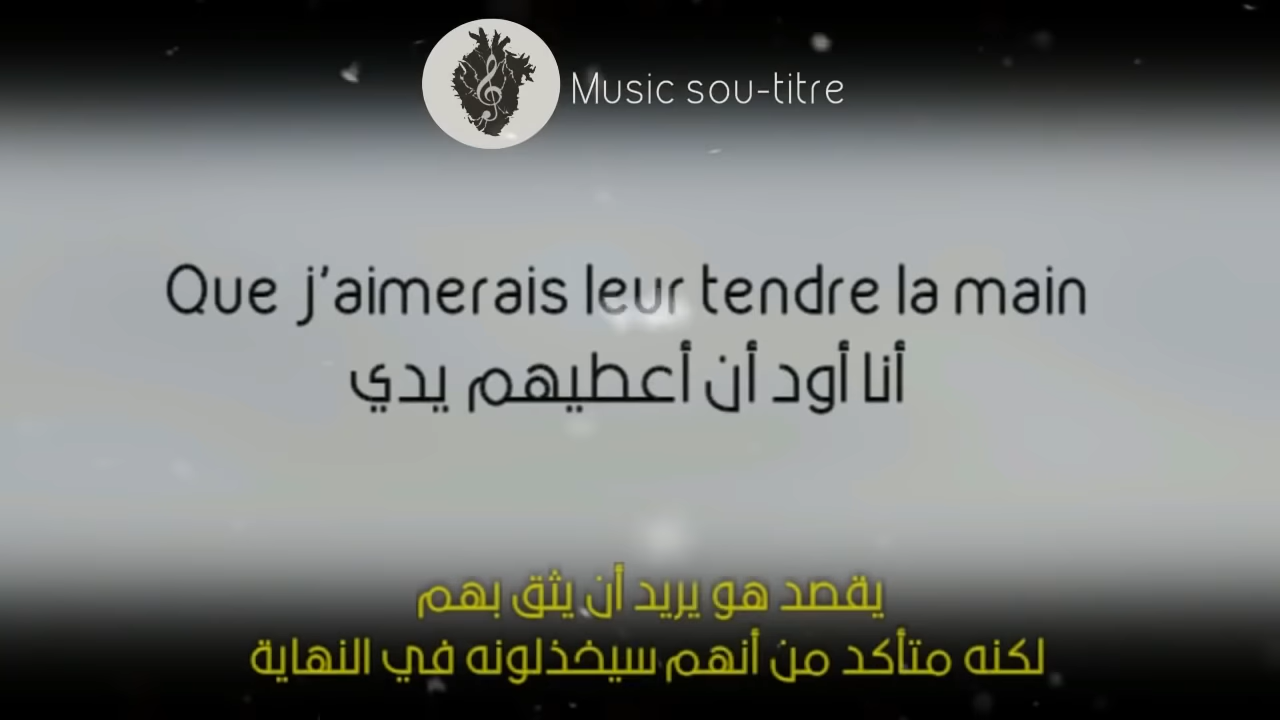 Music sou-titre
Que j'aimerais leur tendre la main
أنا أود أن أعطيهم يدي
يقصد هو يريد أن يثق بهم
لكنه متأكد من أنهم سيخذلونه في النهاية